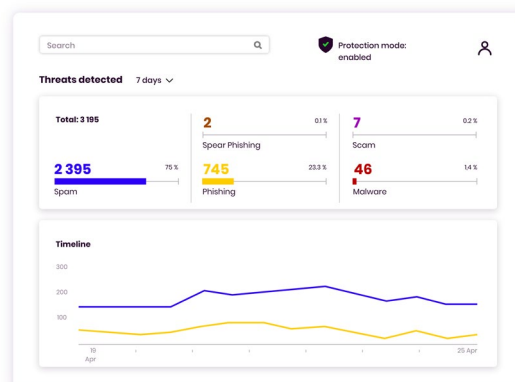 Search
Protection mode:
enabled
Threats detected 7 days
Total: 3 195
2 0.1 %
Spear Phishing
7 0.2 %
Scam
2 395 75 %
Spam
745 23.3 %
Phishing
46 1.4 %
Malware
Timeline
300
200
100
19
Apr
25 Apr